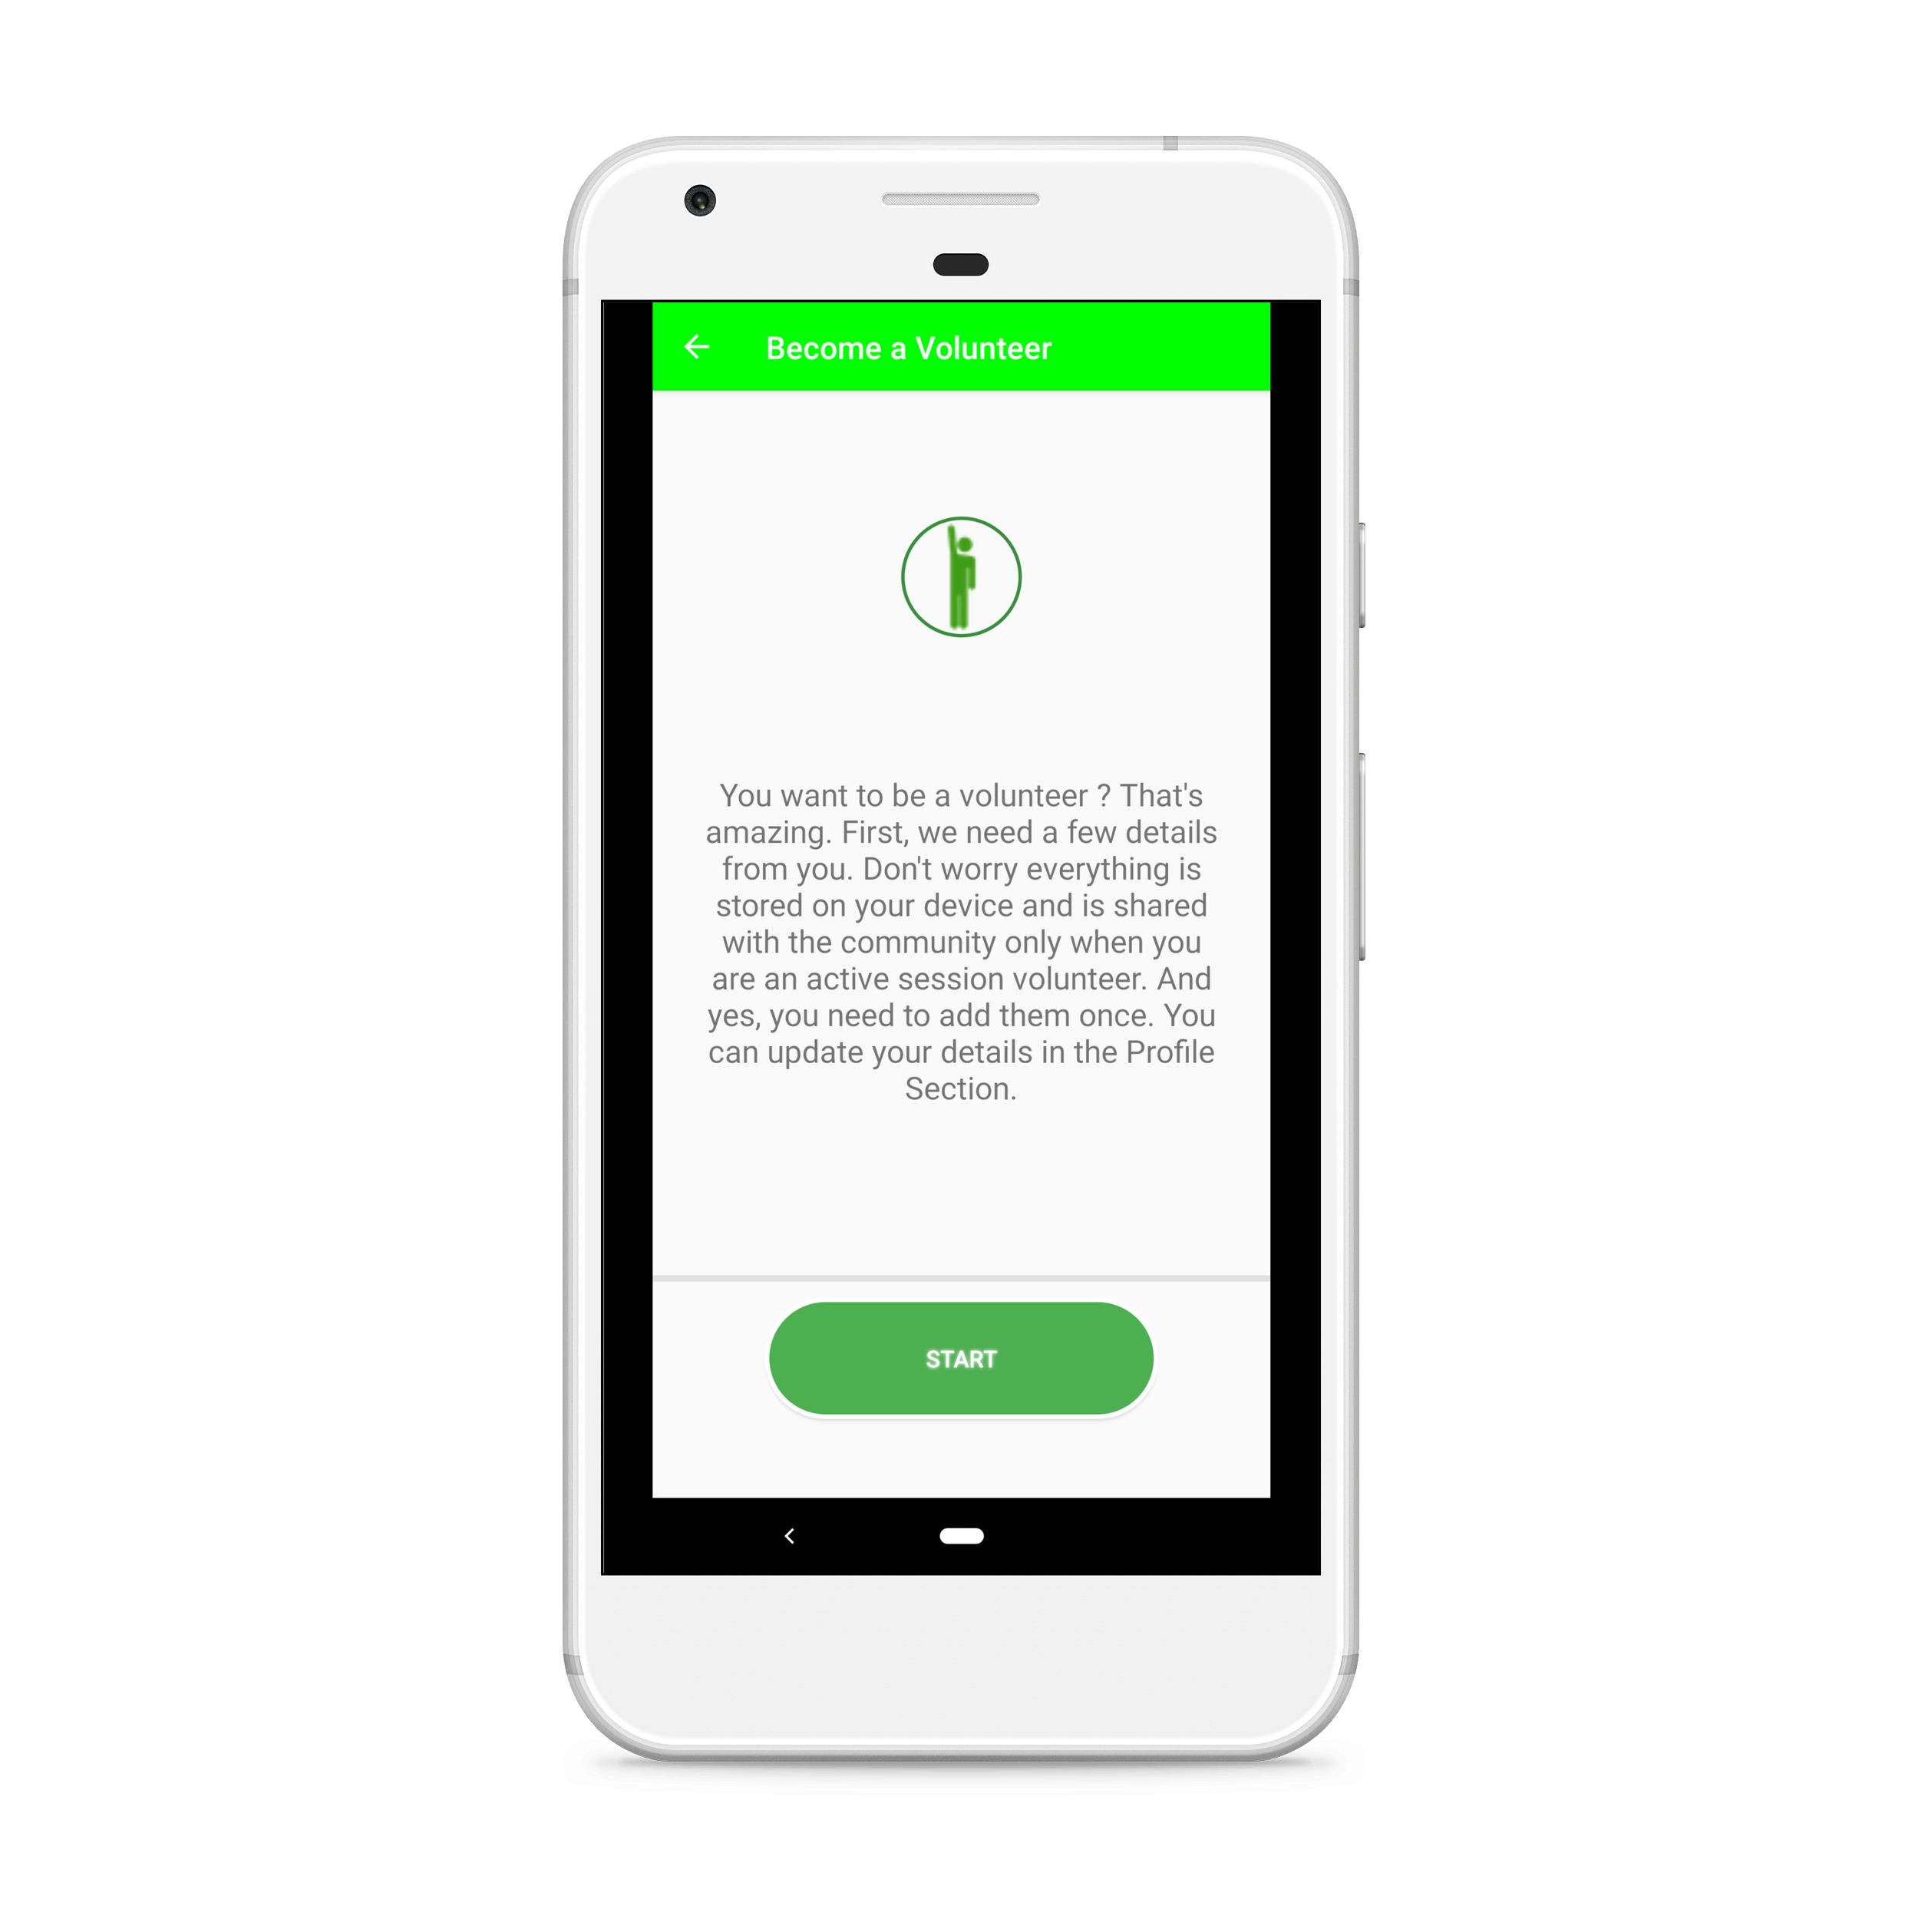 Become a Volunteer
You want to be a volunteer ? That's
amazing. First, we need a few details
from you. Don't worry everything is
stored on your device and is shared
with the community only when you
are an active session volunteer. And
yes, you need to add them once. You
can update your details in the Profile
Section.
START